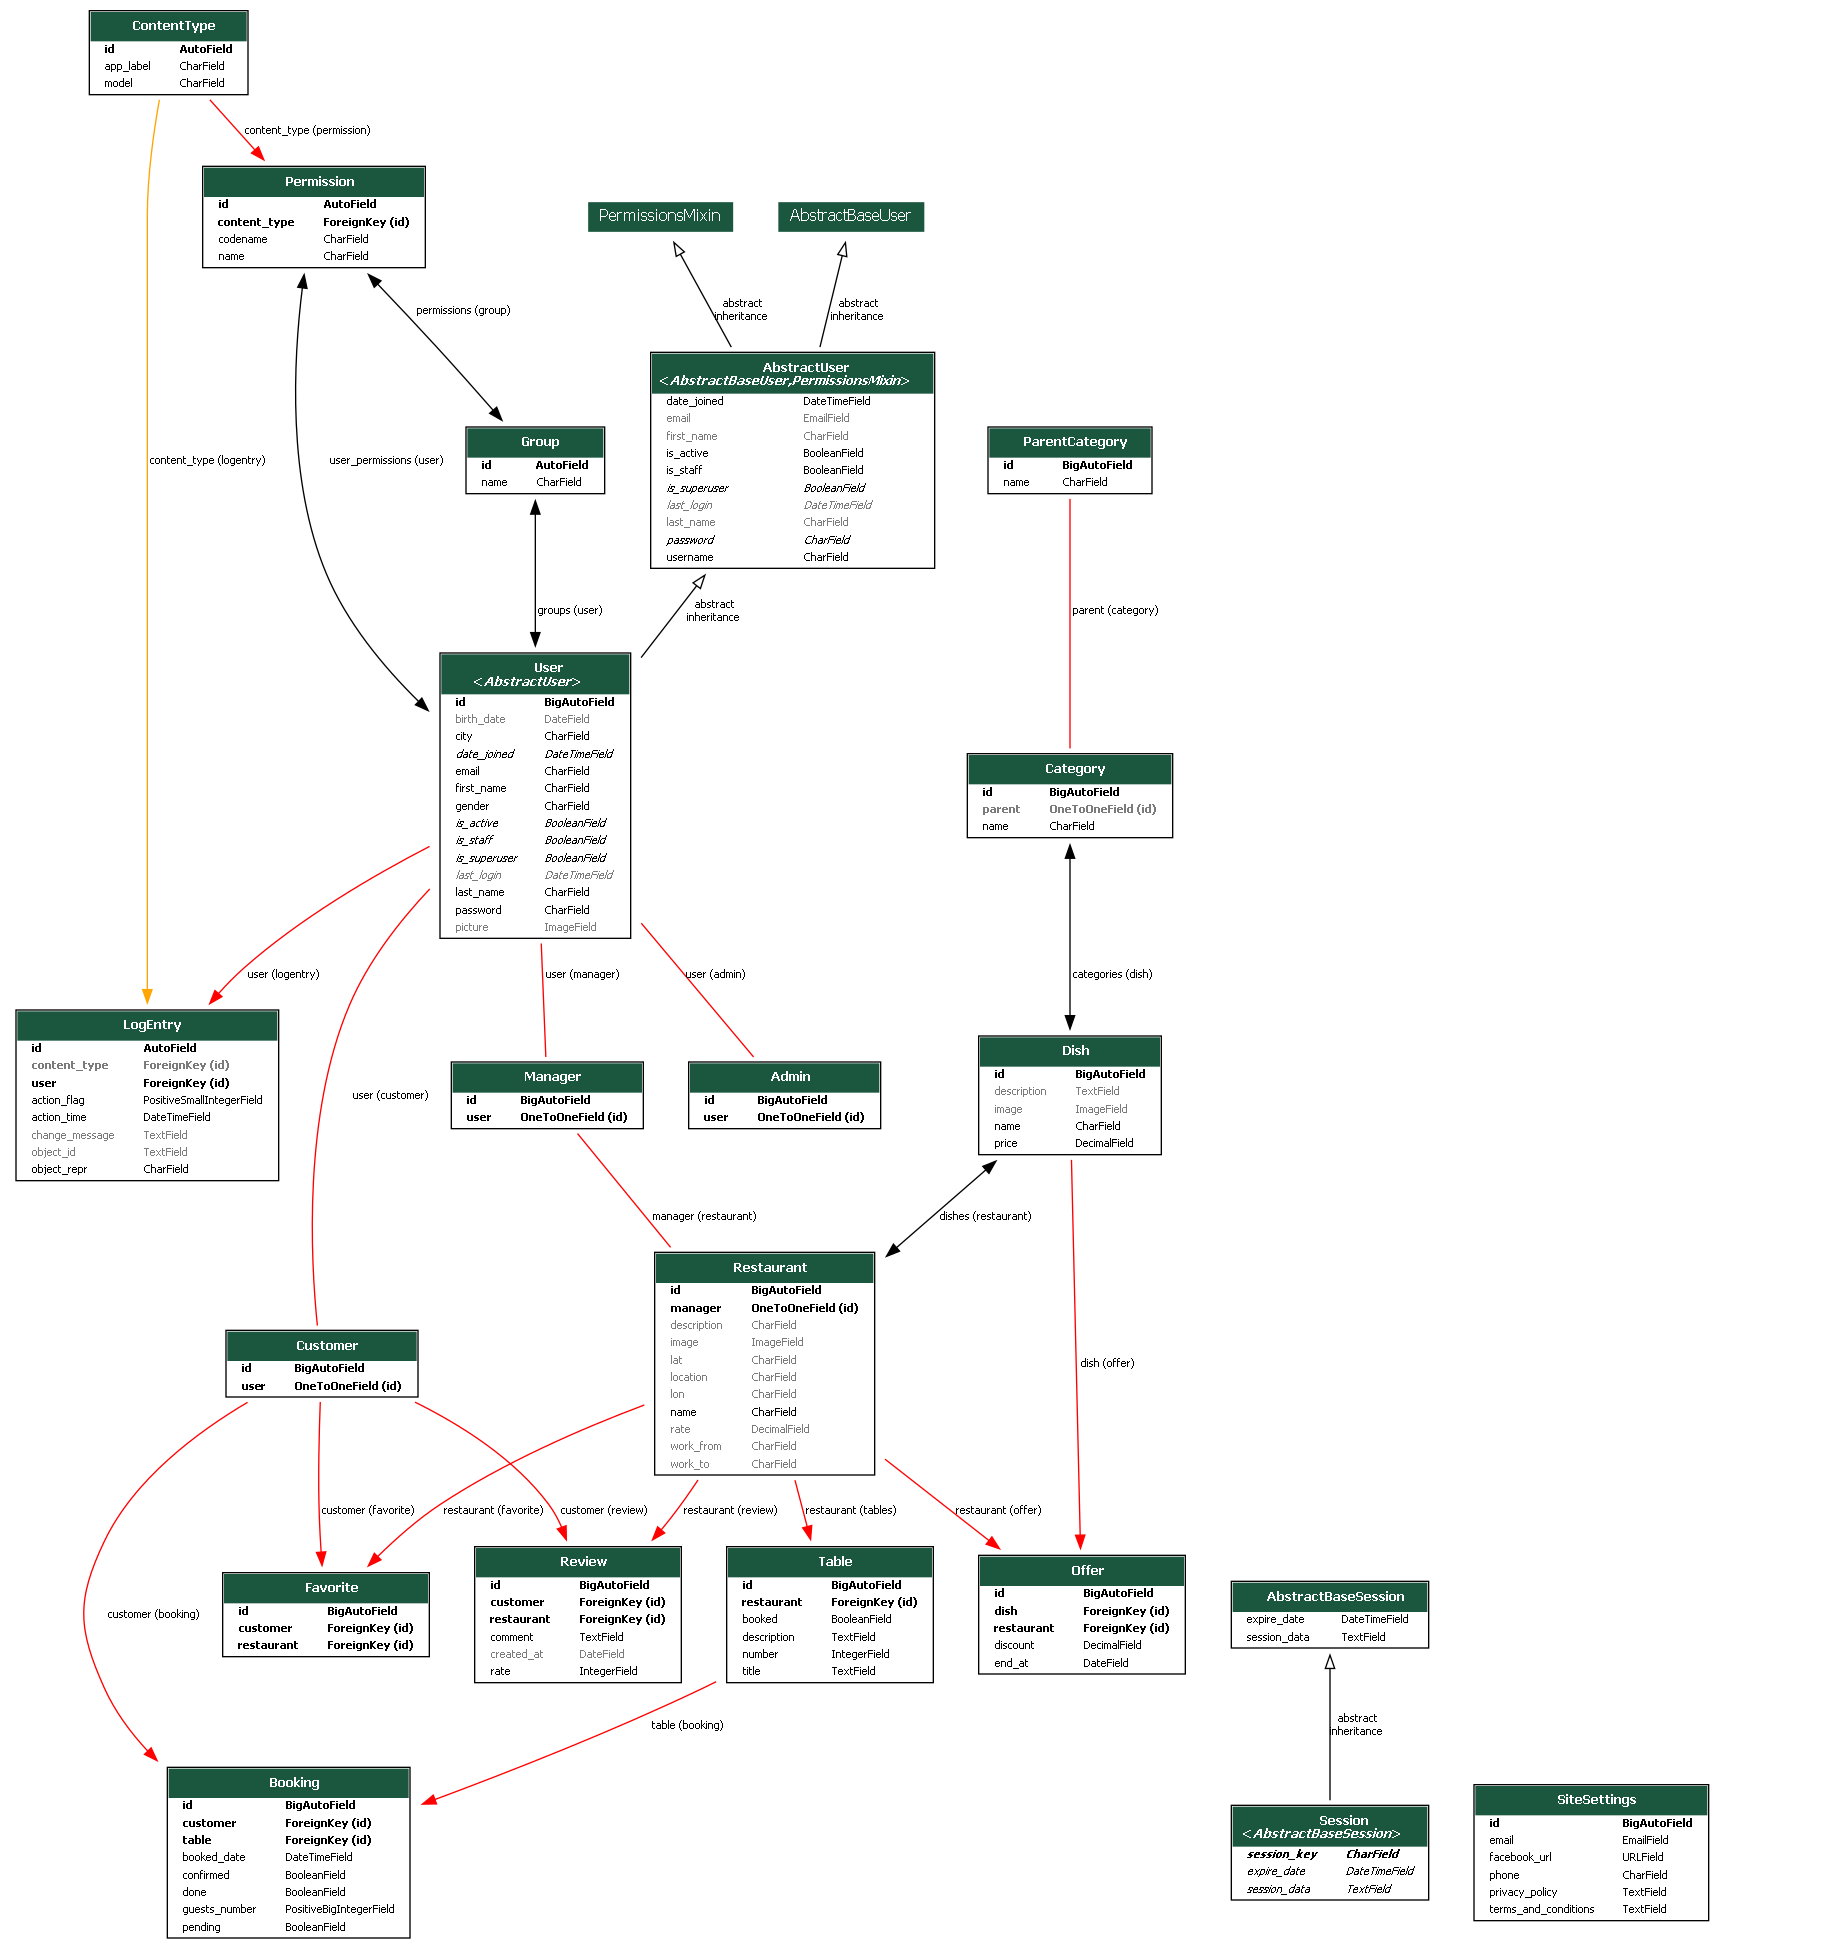 ContentType
id AutoField
app_label CharField
model CharField
content_type (permission)
Permission
id AutoField
content_type ForeignKey (id)
codename CharField
name CharField
PermissionsMixin
AbstractBaseUser
abstract
inheritance
abstract
inheritance
permissions (group)
AbstractUser
<AbstractBaseUser,PermissionsMixin>
date_joined DateTimeField
email EmailField
first_name CharField
is_active BooleanField
is_staff BooleanField
is_superuser BooleanField
last_login DateTimeField
last_name CharField
password CharField
username CharField
Group
id AutoField
name CharField
ParentCategory
id BigAutoField
name CharField
content_type (logentry)
user_permissions (user)
groups (user)
abstract
inheritance
parent (category)
User
<AbstractUser>
id BigAutoField
birth_date DateField
city CharField
date_joined DateTimeField
email CharField
first_name CharField
gender CharField
is_active BooleanField
is_staff BooleanField
is_superuser BooleanField
last_login DateTimeField
last_name CharField
password CharField
picture ImageField
Category
id BigAutoField
parent OneToOneField (id)
name CharField
user (logentry)
user (manager)
user (admin)
categories (dish)
LogEntry
id AutoField
content_type ForeignKey (id)
user ForeignKey (id)
action_flag PositiveSmallIntegerField
action_time DateTimeField
change_message TextField
object_id TextField
object_repr CharField
user (customer)
Manager
id BigAutoField
user OneToOneField (id)
Admin
id BigAutoField
user OneToOneField (id)
Dish
id BigAutoField
description TextField
image ImageField
name CharField
price DecimalField
manager (restaurant)
dishes (restaurant)
Restaurant
id BigAutoField
manager OneToOneField (id)
description CharField
image ImageField
lat CharField
location CharField
lon CharField
name CharField
rate DecimalField
work_from CharField
work_to CharField
Customer
id BigAutoField
user OneToOneField (id)
dish (offer)
customer (favorite)
restaurant (favorite)
customer (review)
restaurant (review)
restaurant (tables)
restaurant (offer)
customer (booking)
Favorite
id BigAutoField
customer ForeignKey (id)
restaurant ForeignKey (id)
Review
id BigAutoField
customer ForeignKey (id)
restaurant ForeignKey (id)
comment TextField
created_at DateField
rate IntegerField
Table
id BigAutoField
restaurant ForeignKey (id)
booked BooleanField
description TextField
number IntegerField
title TextField
Offer
id BigAutoField
dish ForeignKey (id)
restaurant ForeignKey (id)
discount DecimalField
end_at DateField
AbstractBaseSession
expire_date DateTimeField
session_data TextField
table (booking)
abstract
inheritance
Booking
id BigAutoField
customer ForeignKey (id)
table ForeignKey (id)
booked_date DateTimeField
confirmed BooleanField
done BooleanField
guests_number PositiveBigIntegerField
pending BooleanField
Session
<AbstractBaseSession>
session_key CharField
expire_date DateTimeField
session_data TextField
SiteSettings
id BigAutoField
email EmailField
facebook_url URLField
phone CharField
privacy_policy TextField
terms_and_conditions TextField